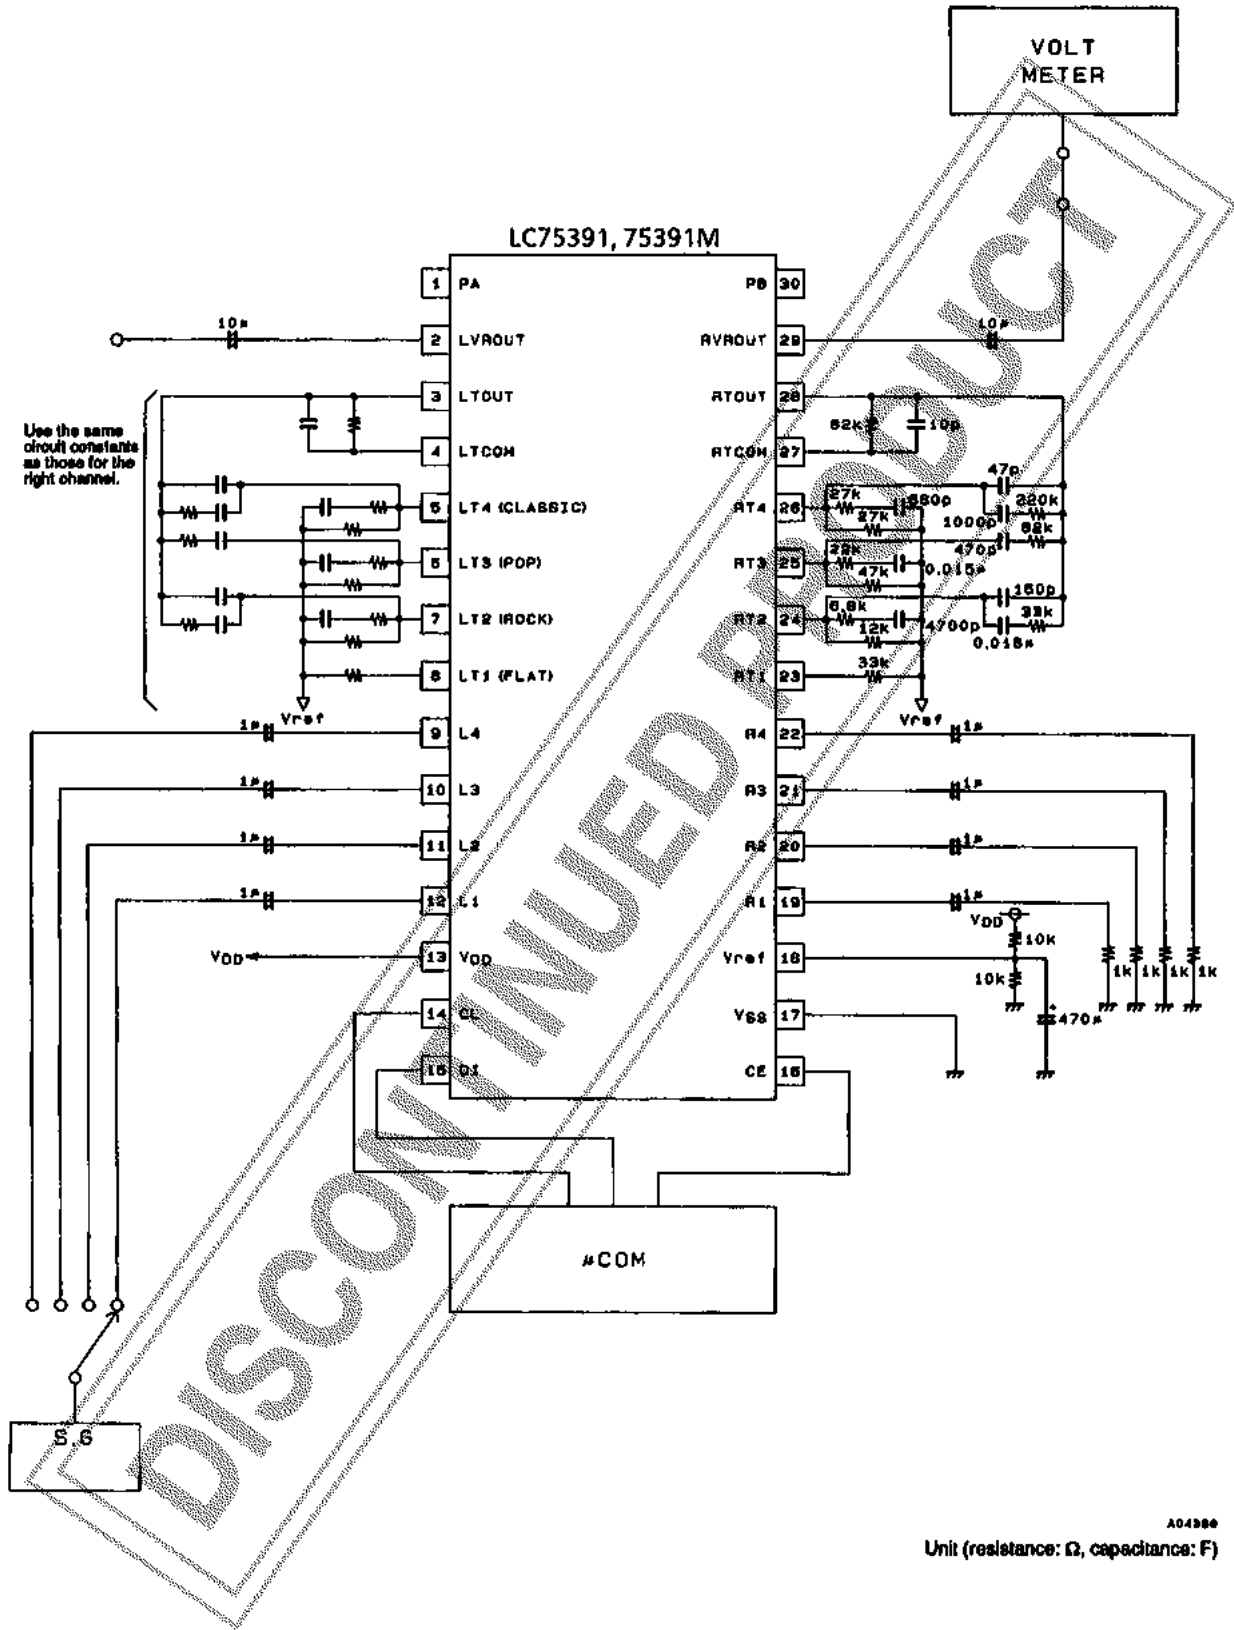 VOLT
METER
LC75391, 75391M
1 PA
PB 30
10μ
2 LVROUT
RVROUT 29
10μ
3 LTOUT
RTOUT 28
Use the same
circuit constants
as those for the
right channel.
82k
10p
4 LTCOM
RTCOM 27
47p
5 LT4 (CLASSIC)
RT4 26
27k
680p
220k
27k
1000p
82k
6 LT3 (POP)
RT3 25
470p
0.015μ
47k
150p
7 LT2 (ROCK)
RT2 24
6.8k
4700p
33k
12k
8 LT1 (FLAT)
RT1 23
33k
Vref
Vref
1μ
9 L4
R4 22
1μ
1μ
10 L3
R3 21
1μ
1μ
11 L2
R2 20
1μ
1μ
12 L1
R1 19
1μ
VDD
10k
VDD
13 VDD
Vref 18
10k
1k
1k
1k
1k
14 CL
VSS 17
470μ
15 DI
CE 16
μCOM
S.G
DISCONTINUED PRODUCT
Unit (resistance: Ω, capacitance: F)